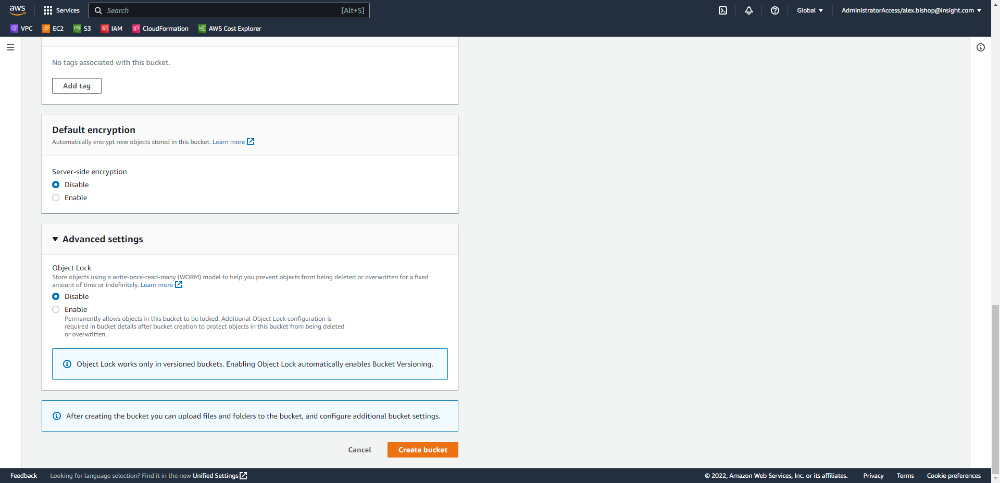 aws
Services
Search
[Alt+S]
Global
AdministratorAccess/alex.bishop@insight.com
VPC
EC2
S3
IAM
CloudFormation
AWS Cost Explorer
No tags associated with this bucket.
Add tag
Default encryption
Automatically encrypt new objects stored in this bucket. Learn more
Server-side encryption
Disable
Enable
Advanced settings
Object Lock
Store objects using a write-once-read-many (WORM) model to help you prevent objects from being deleted or overwritten for a fixed
amount of time or indefinitely. Learn more
Disable
Enable
Permanently allows objects in this bucket to be locked. Additional Object Lock configuration is
required in bucket details after bucket creation to protect objects in this bucket from being deleted
or overwritten.
Object Lock works only in versioned buckets. Enabling Object Lock automatically enables Bucket Versioning.
After creating the bucket you can upload files and folders to the bucket, and configure additional bucket settings.
Cancel
Create bucket
Feedback
Looking for language selection? Find it in the new Unified Settings
© 2022, Amazon Web Services, Inc. or its affiliates.
Privacy
Terms
Cookie preferences